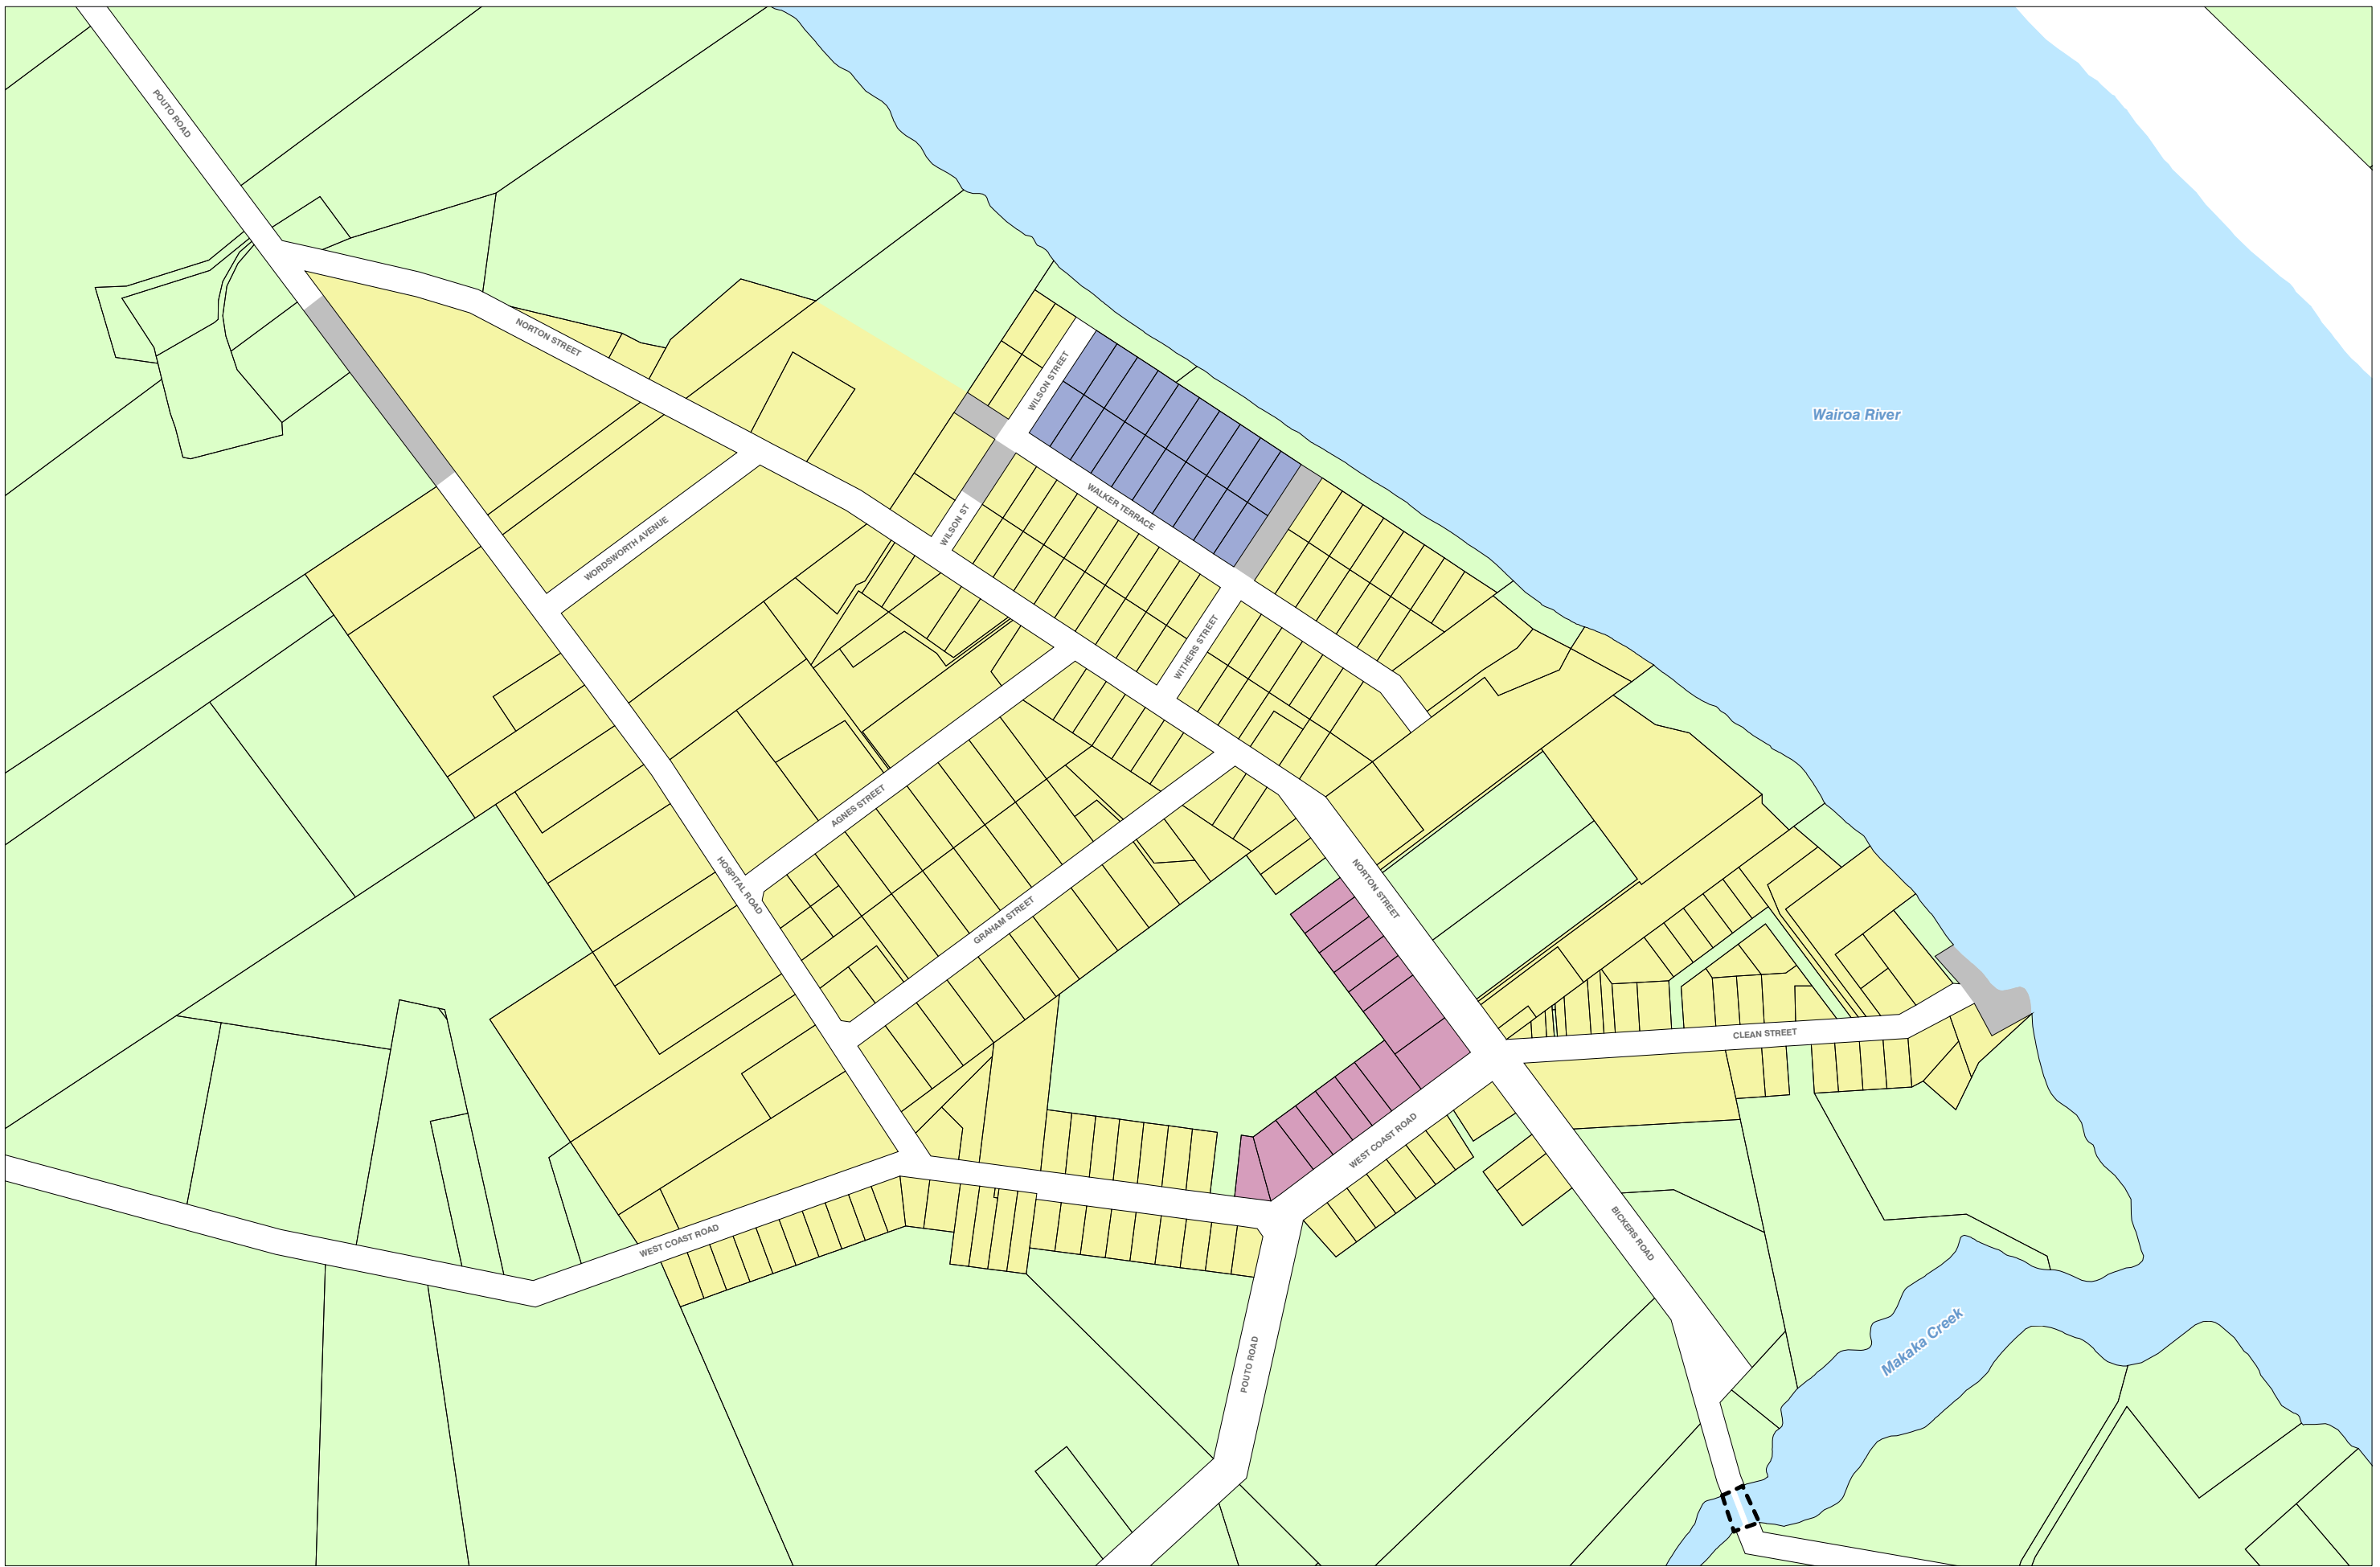 POUTO ROAD
NORTON STREET
WILSON STREET
Wairoa River
WALKER TERRACE
WILSON ST
WORDSWORTH AVENUE
WITHERS STREET
AGNES STREET
HOSPITAL ROAD
NORTON STREET
GRAHAM STREET
CLEAN STREET
WEST COAST ROAD
WEST COAST ROAD
BICKERS ROAD
Makaka Creek
POUTO ROAD